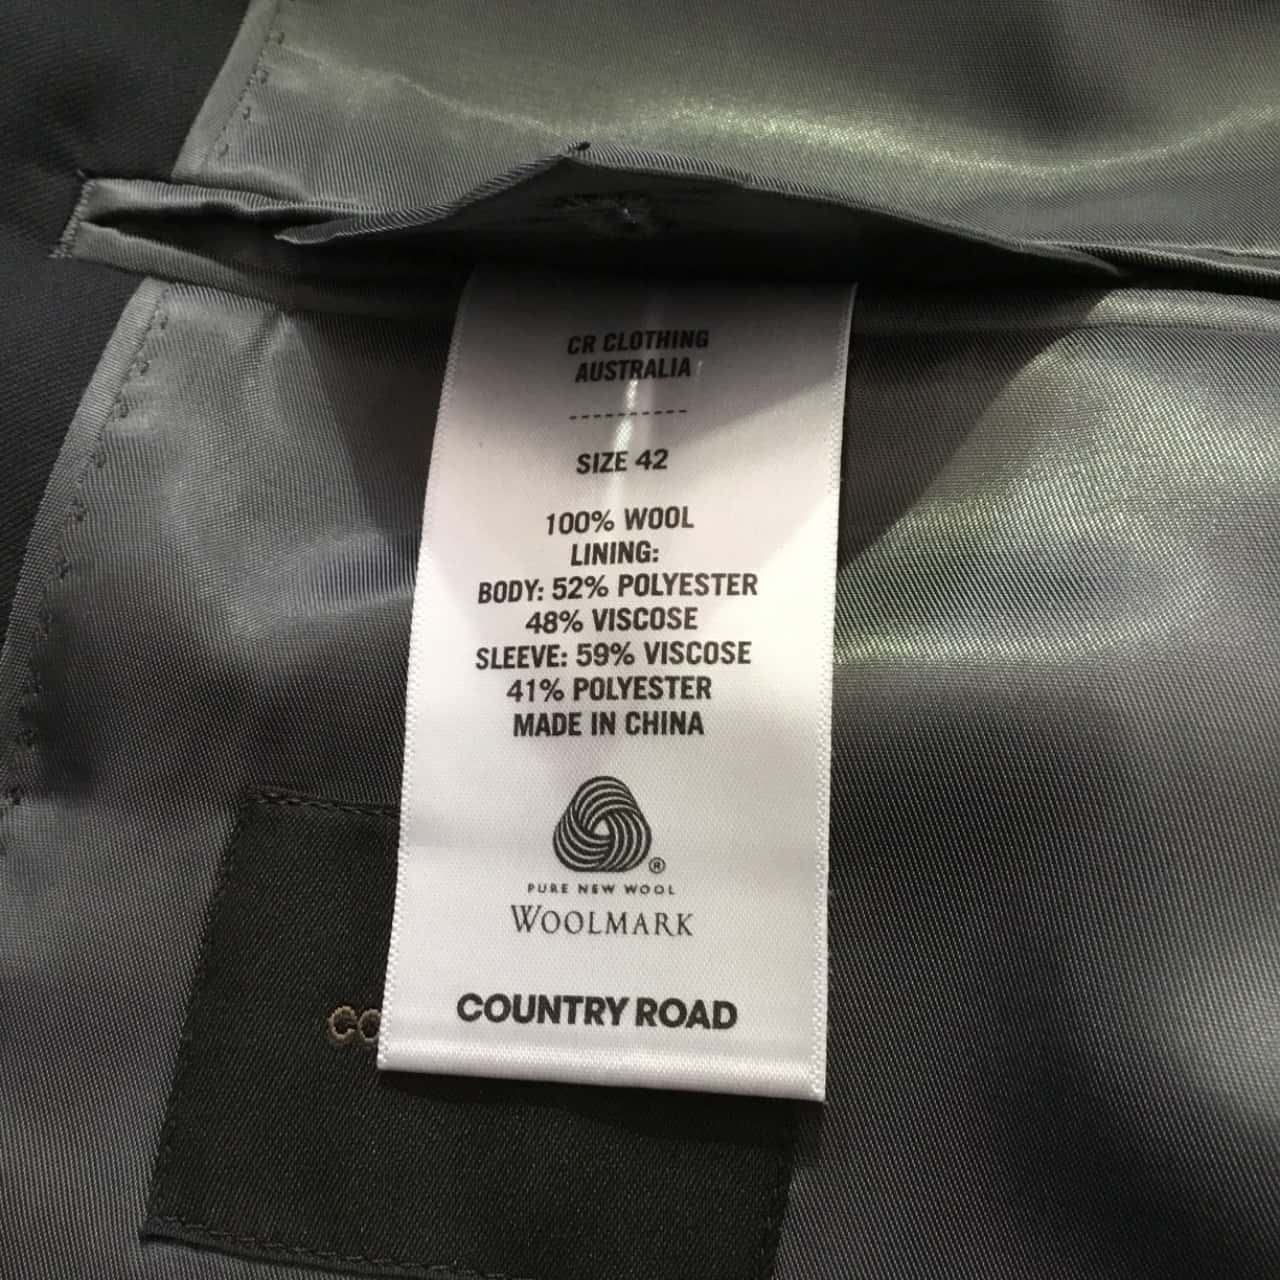 CR CLOTHING
AUSTRALIA
----------
SIZE 42
100% WOOL
LINING:
BODY: 52% POLYESTER
48% VISCOSE
SLEEVE: 59% VISCOSE
41% POLYESTER
MADE IN CHINA
®
PURE NEW WOOL
WOOLMARK
COUNTRY ROAD